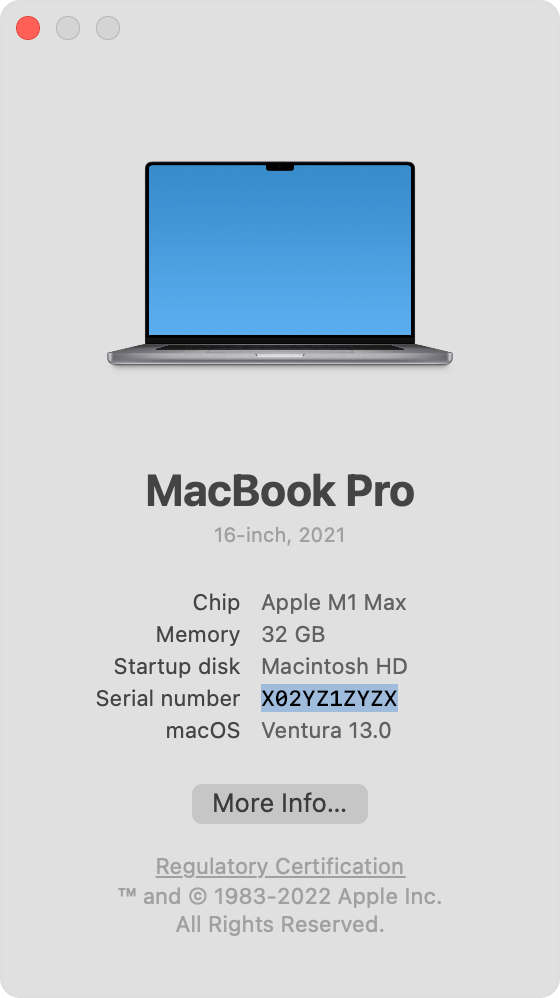 MacBook Pro
16-inch, 2021
Chip Apple M1 Max
Memory 32 GB
Startup disk Macintosh HD
Serial number X02YZ1ZYZX
macOS Ventura 13.0
More Info...
Regulatory Certification
™ and © 1983-2022 Apple Inc.
All Rights Reserved.